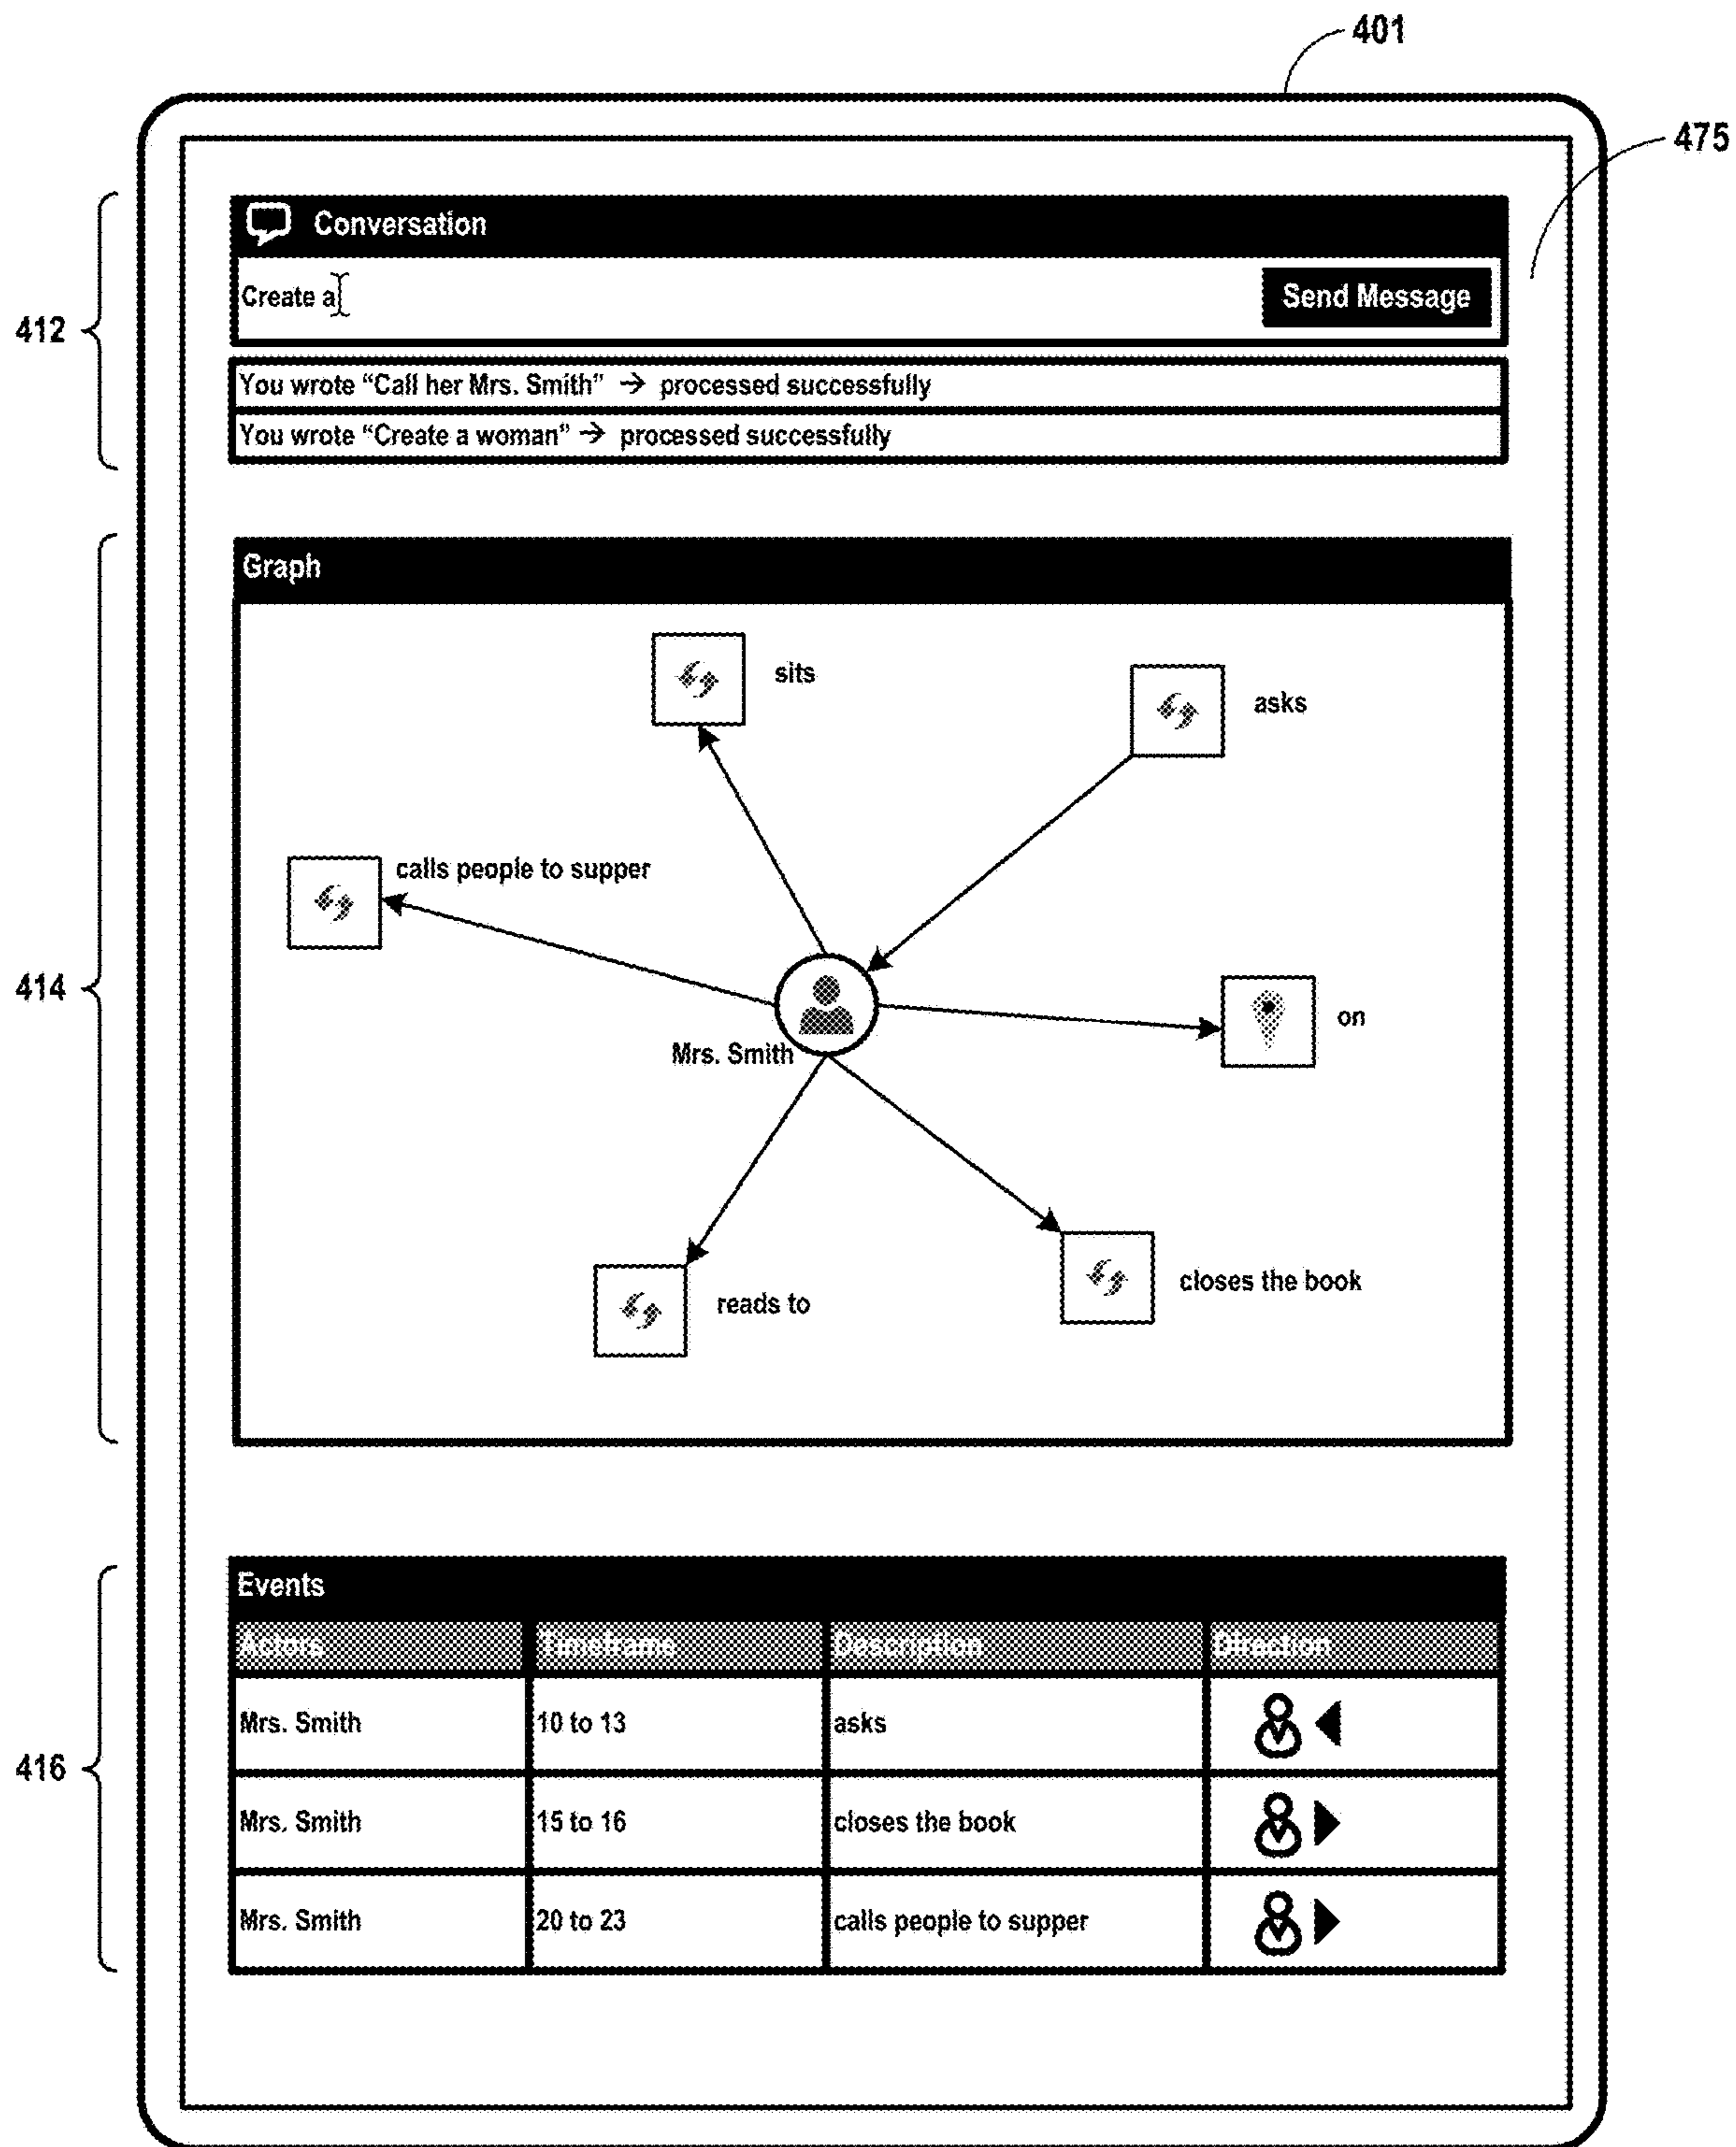 401
475
Conversation
Create a
Send Message
412
You wrote “Call her Mrs. Smith” → processed successfully
You wrote “Create a woman” → processed successfully
Graph
sits
asks
calls people to supper
414
on
Mrs. Smith
closes the book
reads to
Events
Actors Timeframe Description Direction
Mrs. Smith 10 to 13 asks
416
Mrs. Smith 15 to 16 closes the book
Mrs. Smith 20 to 23 calls people to supper